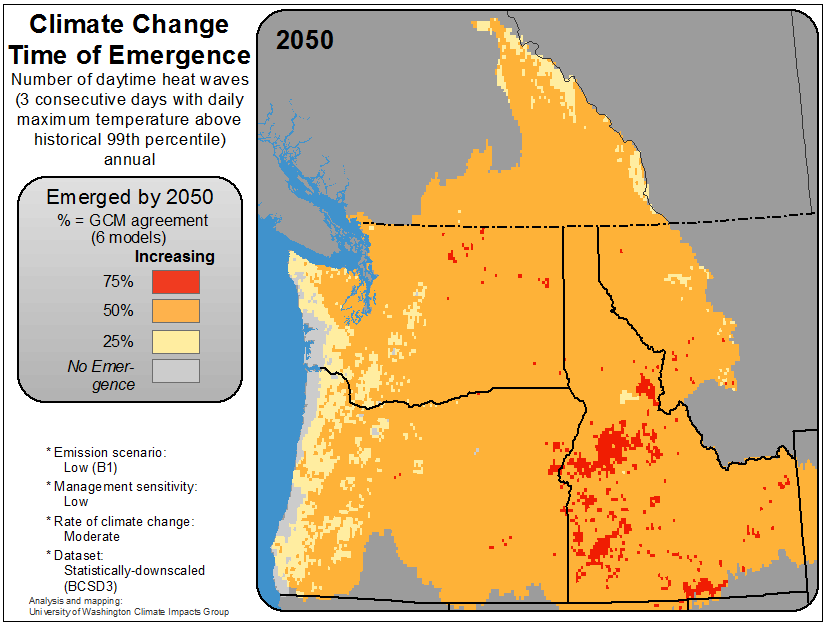 Climate Change
Time of Emergence
Number of daytime heat waves
(3 consecutive days with daily
maximum temperature above
historical 99th percentile)
annual
Emerged by 2050
% = GCM agreement
(6 models)
Increasing
75%
50%
25%
No Emer-
gence
* Emission scenario:
Low (B1)
* Management sensitivity:
Low
* Rate of climate change:
Moderate
* Dataset:
Statistically-downscaled
(BCSD3)
Analysis and mapping:
University of Washington Climate Impacts Group
2050